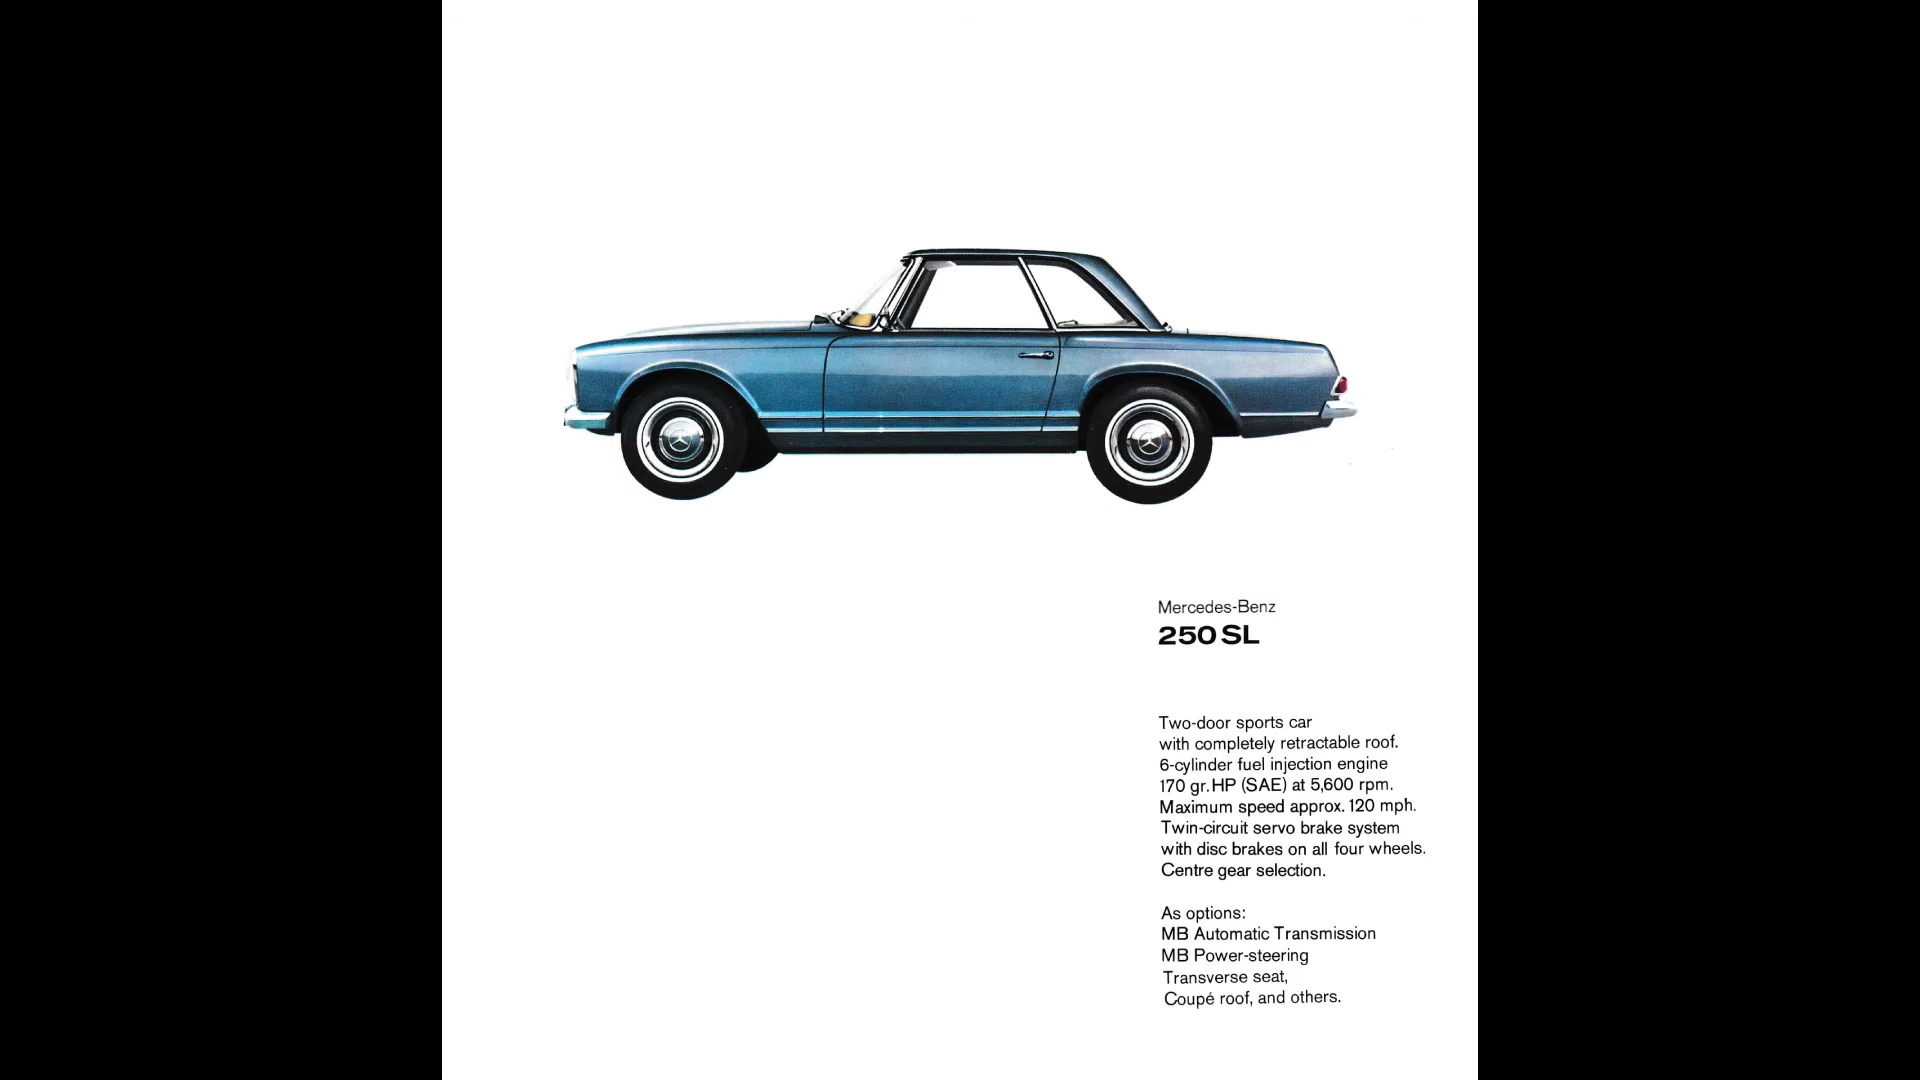 Mercedes-Benz
250 SL
Two-door sports car
with completely retractable roof.
6-cylinder fuel injection engine
170 gr. HP (SAE) at 5,600 rpm.
Maximum speed approx. 120 mph.
Twin-circuit servo brake system
with disc brakes on all four wheels.
Centre gear selection.
As options:
MB Automatic Transmission
MB Power-steering
Transverse seat,
Coupé roof, and others.